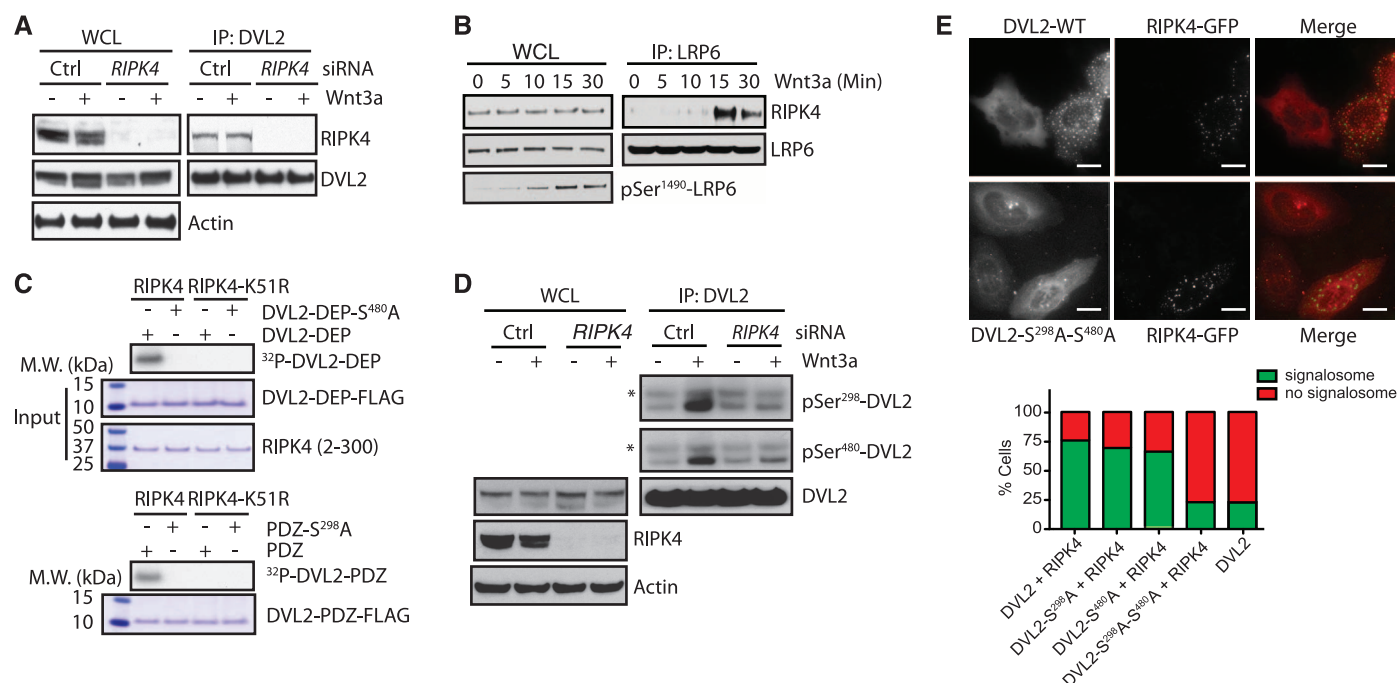 A
WCL IP: DVL2
Ctrl RIPK4 Ctrl RIPK4 siRNA
- + - + - + - + Wnt3a
RIPK4
DVL2
Actin
B
WCL IP: LRP6
0 5 10 15 30 0 5 10 15 30 Wnt3a (Min)
RIPK4
LRP6
pSer¹⁴⁹⁰-LRP6
C
RIPK4 RIPK4-K51R
- + - + DVL2-DEP-S⁴⁸⁰A
+ - + - DVL2-DEP
M.W. (kDa)
³²P-DVL2-DEP
Input
15
10
DVL2-DEP-FLAG
50
37
25
RIPK4 (2-300)
RIPK4 RIPK4-K51R
- + - + PDZ-S²⁹⁸A
+ - + - PDZ
M.W. (kDa)
³²P-DVL2-PDZ
15
10
DVL2-PDZ-FLAG
D
WCL IP: DVL2
Ctrl RIPK4 Ctrl RIPK4 siRNA
- + - + - + - + Wnt3a
* pSer²⁹⁸-DVL2
* pSer⁴⁸⁰-DVL2
DVL2
RIPK4
Actin
E
DVL2-WT RIPK4-GFP Merge
DVL2-S²⁹⁸A-S⁴⁸⁰A RIPK4-GFP Merge
signalosome
no signalosome
% Cells
100
75
50
25
0
DVL2 + RIPK4
DVL2-S²⁹⁸A + RIPK4
DVL2-S⁴⁸⁰A + RIPK4
DVL2-S²⁹⁸A-S⁴⁸⁰A + RIPK4
DVL2